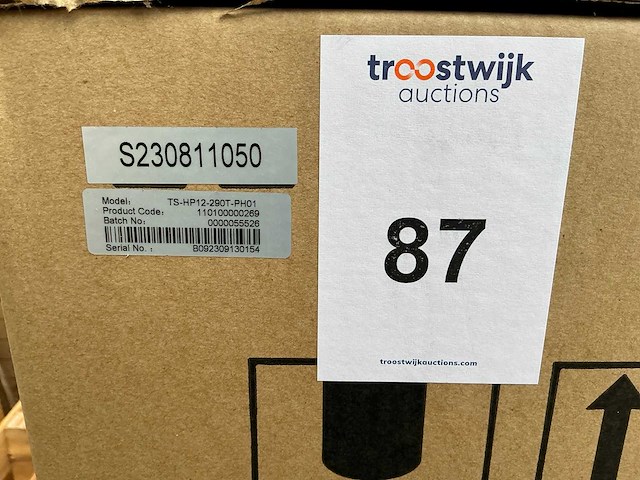 troostwijk
auctions
87
troostwijkauctions.com
S230811050
Model: TS-HP12-290T-PH01
Product Code: 110100000269
Batch No: 0000055526
Serial No. : B092309130154